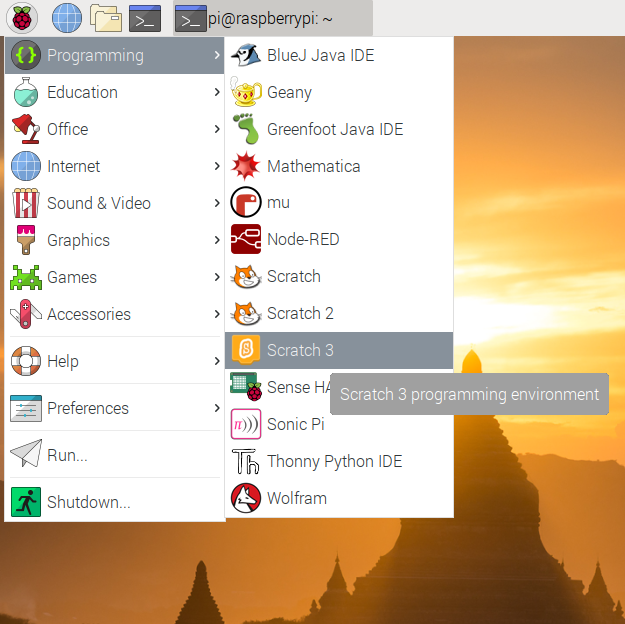 pi@raspberrypi: ~
Programming
Education
Office
Internet
Sound & Video
Graphics
Games
Accessories
Help
Preferences
Run...
Shutdown...
BlueJ Java IDE
Geany
Greenfoot Java IDE
Mathematica
mu
Node-RED
Scratch
Scratch 2
Scratch 3
Sense HA
Scratch 3 programming environment
Sonic Pi
Thonny Python IDE
Wolfram